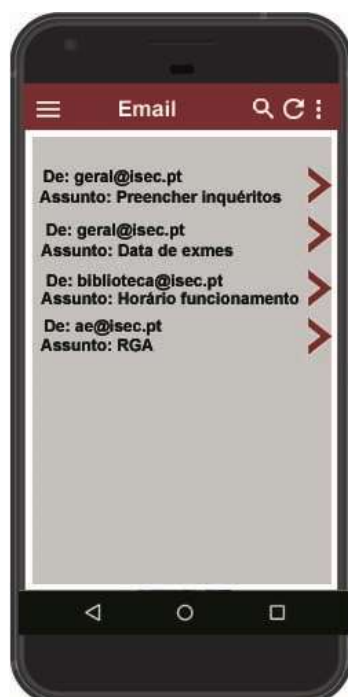 Email
De: geral@isec.pt
Assunto: Preencher inquéritos
De: geral@isec.pt
Assunto: Data de exmes
De: biblioteca@isec.pt
Assunto: Horário funcionamento
De: ae@isec.pt
Assunto: RGA